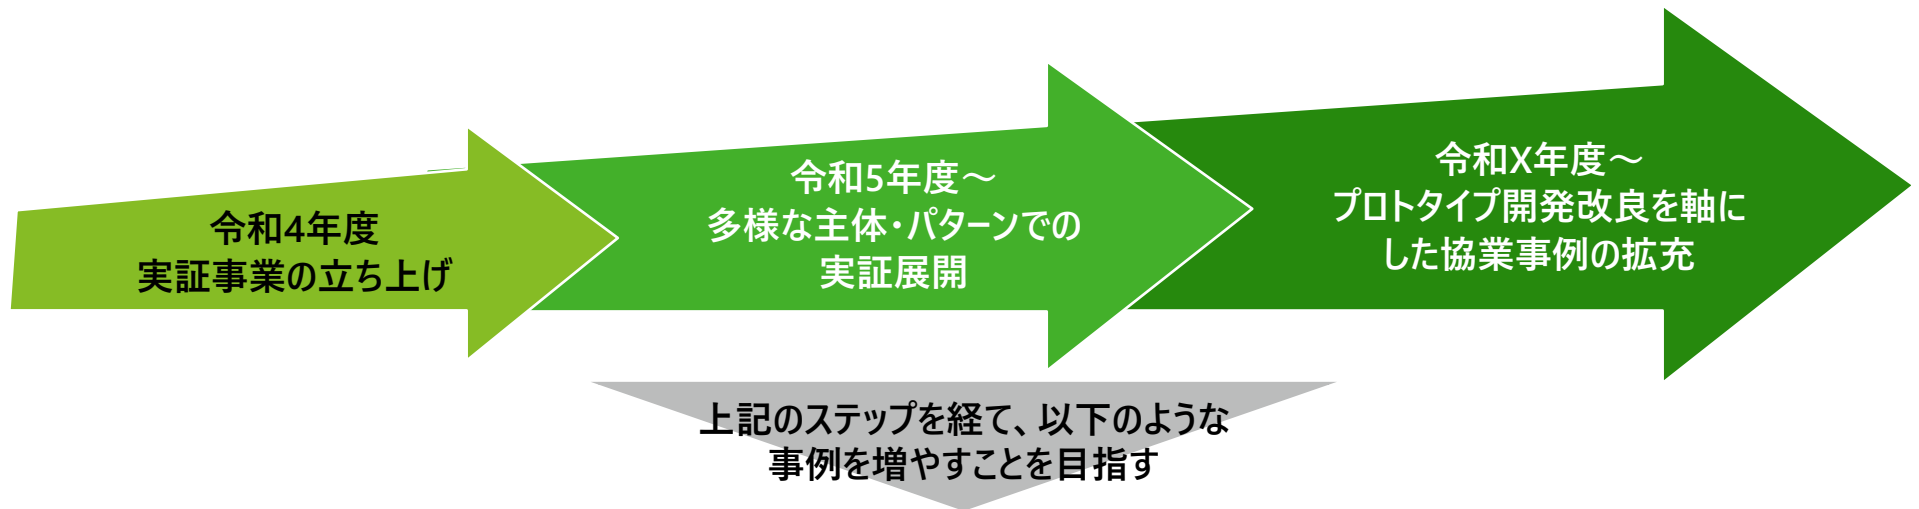 令和4年度
実証事業の立ち上げ
令和5年度～
多様な主体・パターンでの
実証展開
令和X年度～
プロトタイプ開発改良を軸に
した協業事例の拡充
上記のステップを経て、以下のような
事例を増やすことを目指す